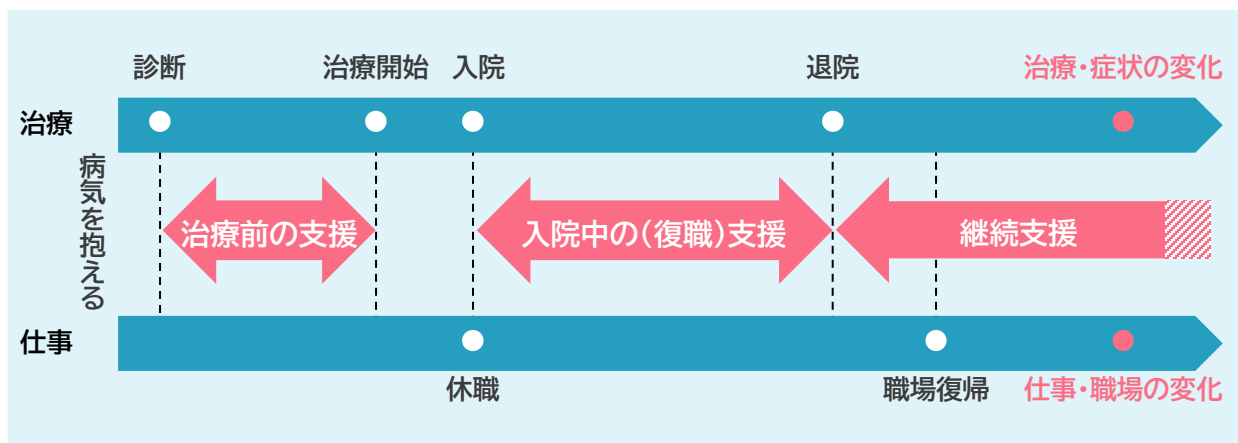 診断
治療開始
入院
退院
治療・症状の変化
治療
病気を抱える
治療前の支援
入院中の（復職）支援
継続支援
仕事
休職
職場復帰
仕事・職場の変化